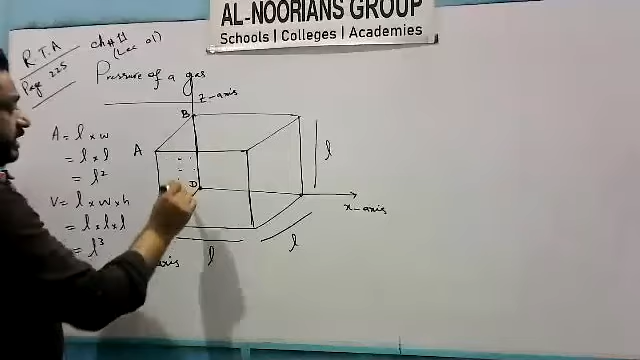 AL-NOORIANS GROUP
Schools | Colleges | Academies
R.T.A
Page 225
ch# 11
(Lec 01)
Pressure of a gas
z-axis
B
A
D
l
x-axis
l
l
axis
A = l × w
= l × l
= l²
V = l × w × h
= l × l × l
= l³